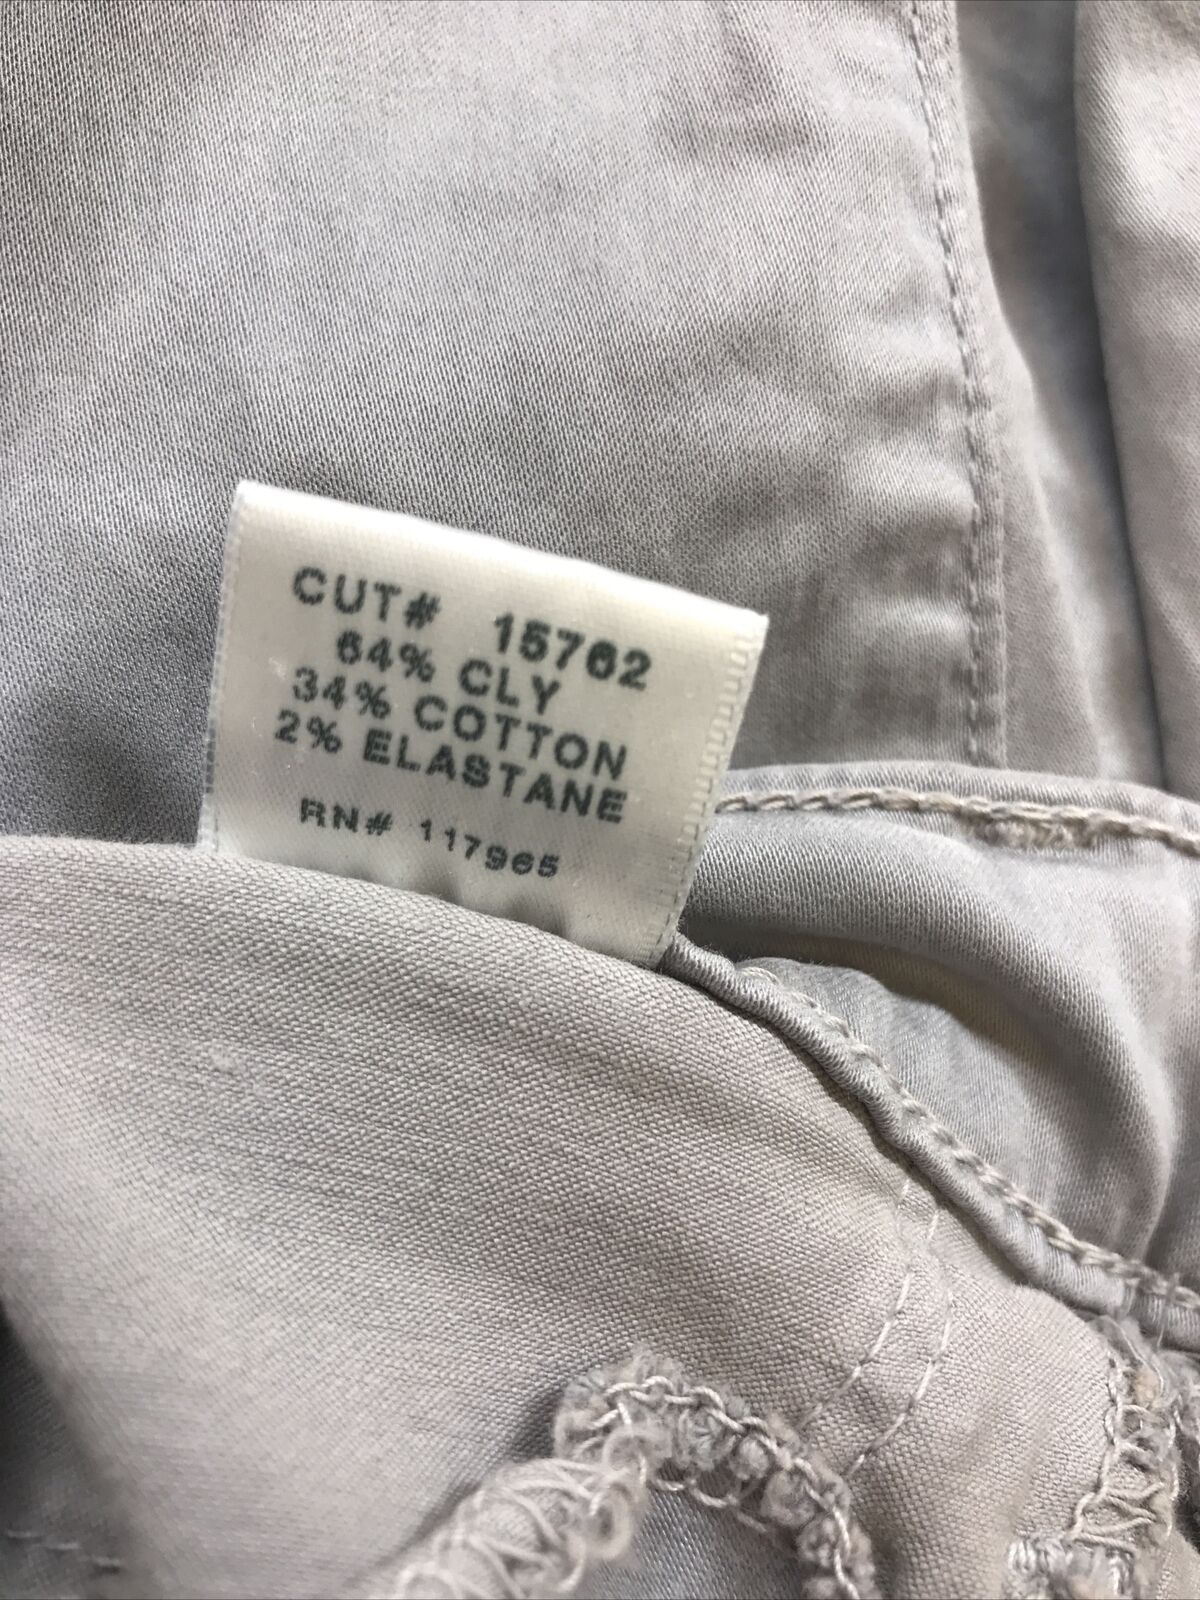 CUT# 15762
64% CLY
34% COTTON
2% ELASTANE
RN# 117965